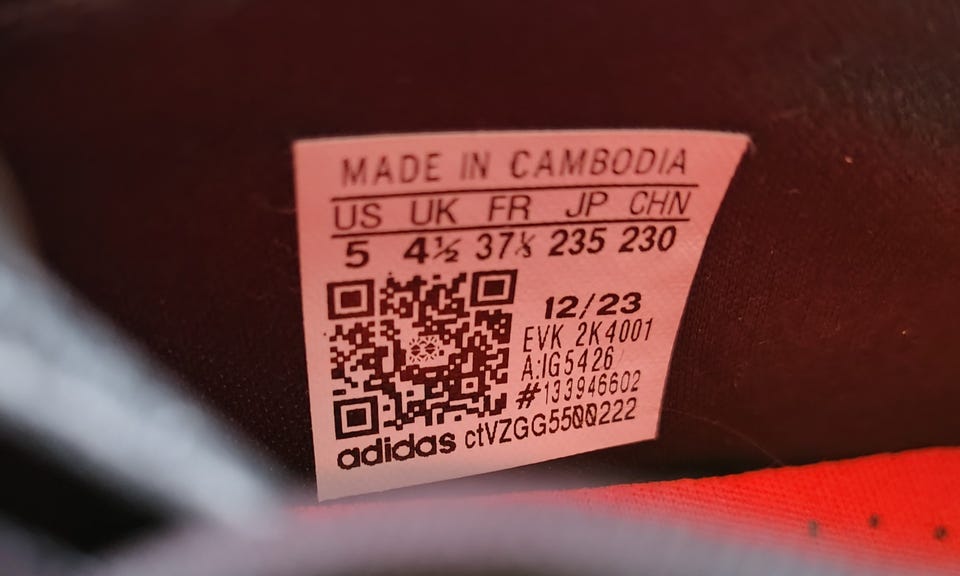 MADE IN CAMBODIA
US UK FR JP CHN
5 4½ 37⅓ 235 230
12/23
EVK 2K4001
A:IG5426
#133946602
adidas ctVZGG5500222